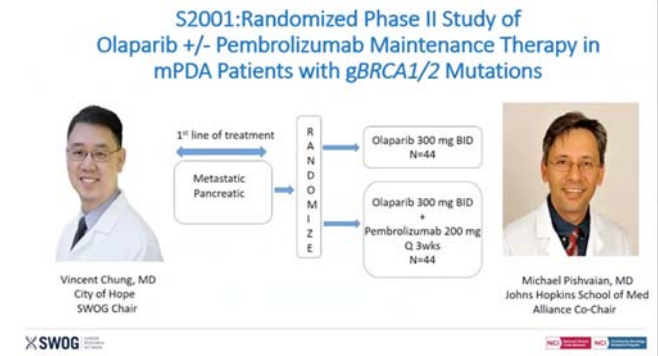 S2001:Randomized Phase II Study of
Olaparib +/- Pembrolizumab Maintenance Therapy in
mPDA Patients with gBRCA1/2 Mutations
1st line of treatment
Metastatic
Pancreatic
R
A
N
D
O
M
I
Z
E
Olaparib 300 mg BID
N=44
Olaparib 300 mg BID
+
Pembrolizumab 200 mg
Q 3wks
N=44
Vincent Chung, MD
City of Hope
SWOG Chair
Michael Pishvaian, MD
Johns Hopkins School of Med
Alliance Co-Chair
SWOG
NCI
NCI